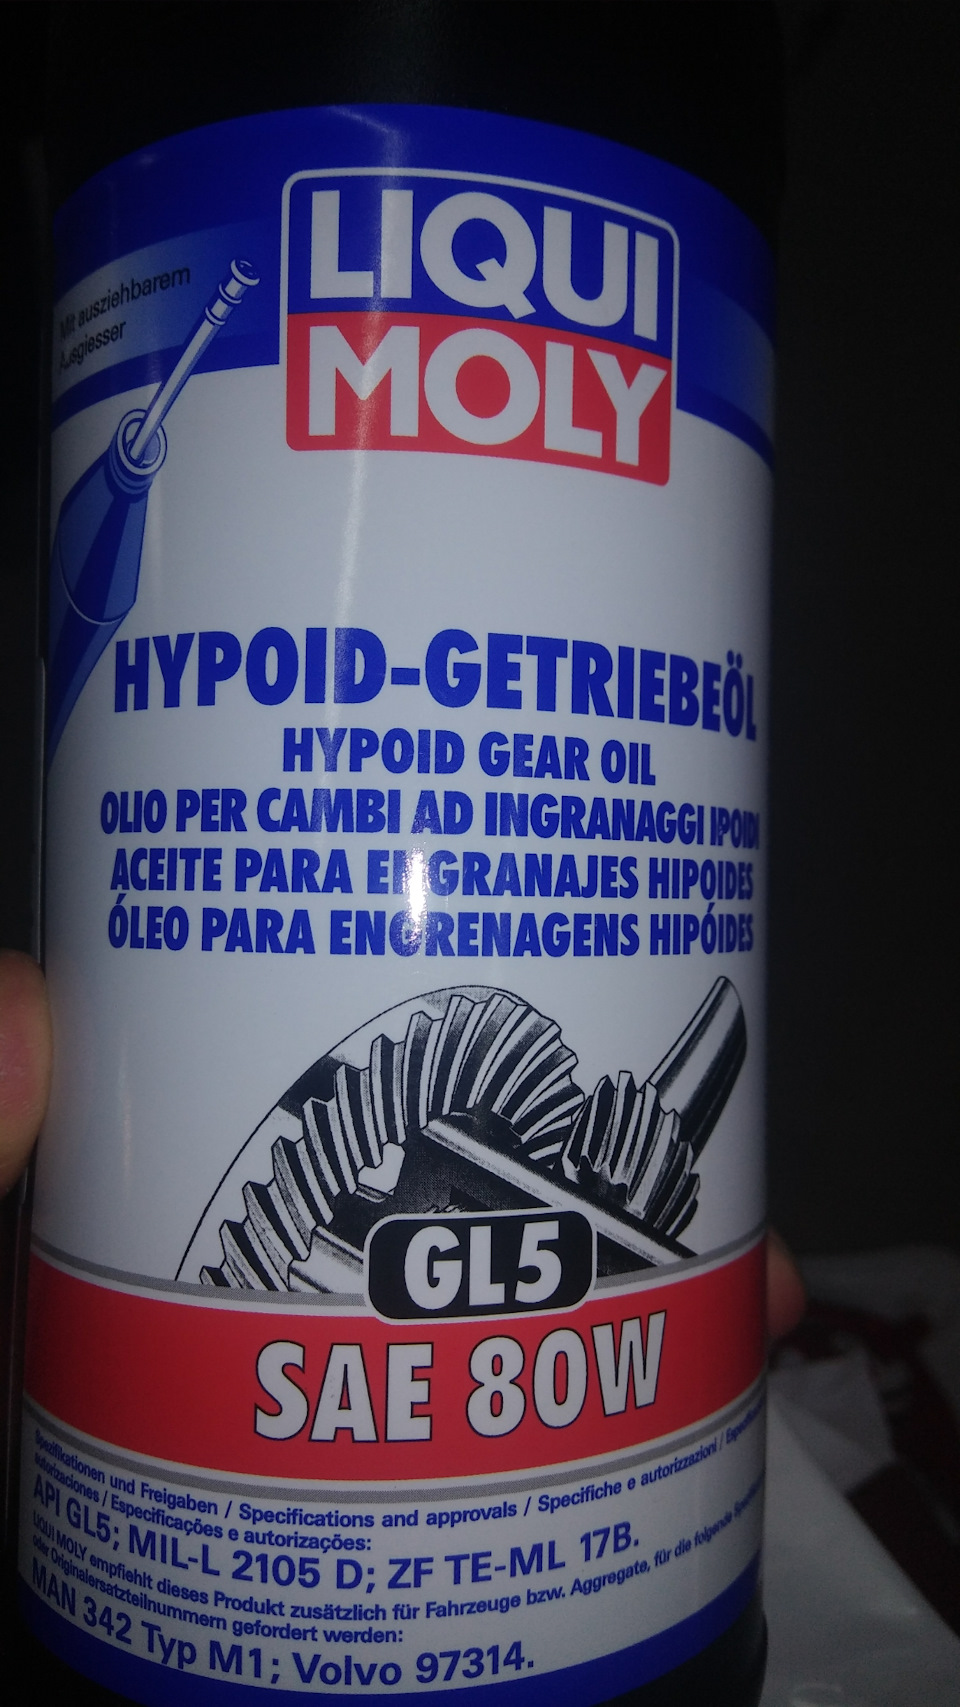 LIQUI
MOLY
Mit ausziehbarem
Ausgiesser
HYPOID-GETRIEBEÖL
HYPOID GEAR OIL
OLIO PER CAMBI AD INGRANAGGI IPOIDI
ACEITE PARA ENGRANAJES HIPOIDES
ÓLEO PARA ENGRENAGENS HIPÓIDES
GL5
SAE 80W
Spezifikationen und Freigaben / Specifications and approvals / Specifiche e autorizzazioni /
autorizaciones / Especificações e autorizações:
API GL5; MIL-L 2105 D; ZF TE-ML 17B.
LIQUI MOLY empfiehlt dieses Produkt zusätzlich für Fahrzeuge bzw. Aggregate, für die folgende
oder Originalersatzteilnummern gefordert werden:
MAN 342 Typ M1; Volvo 97314.